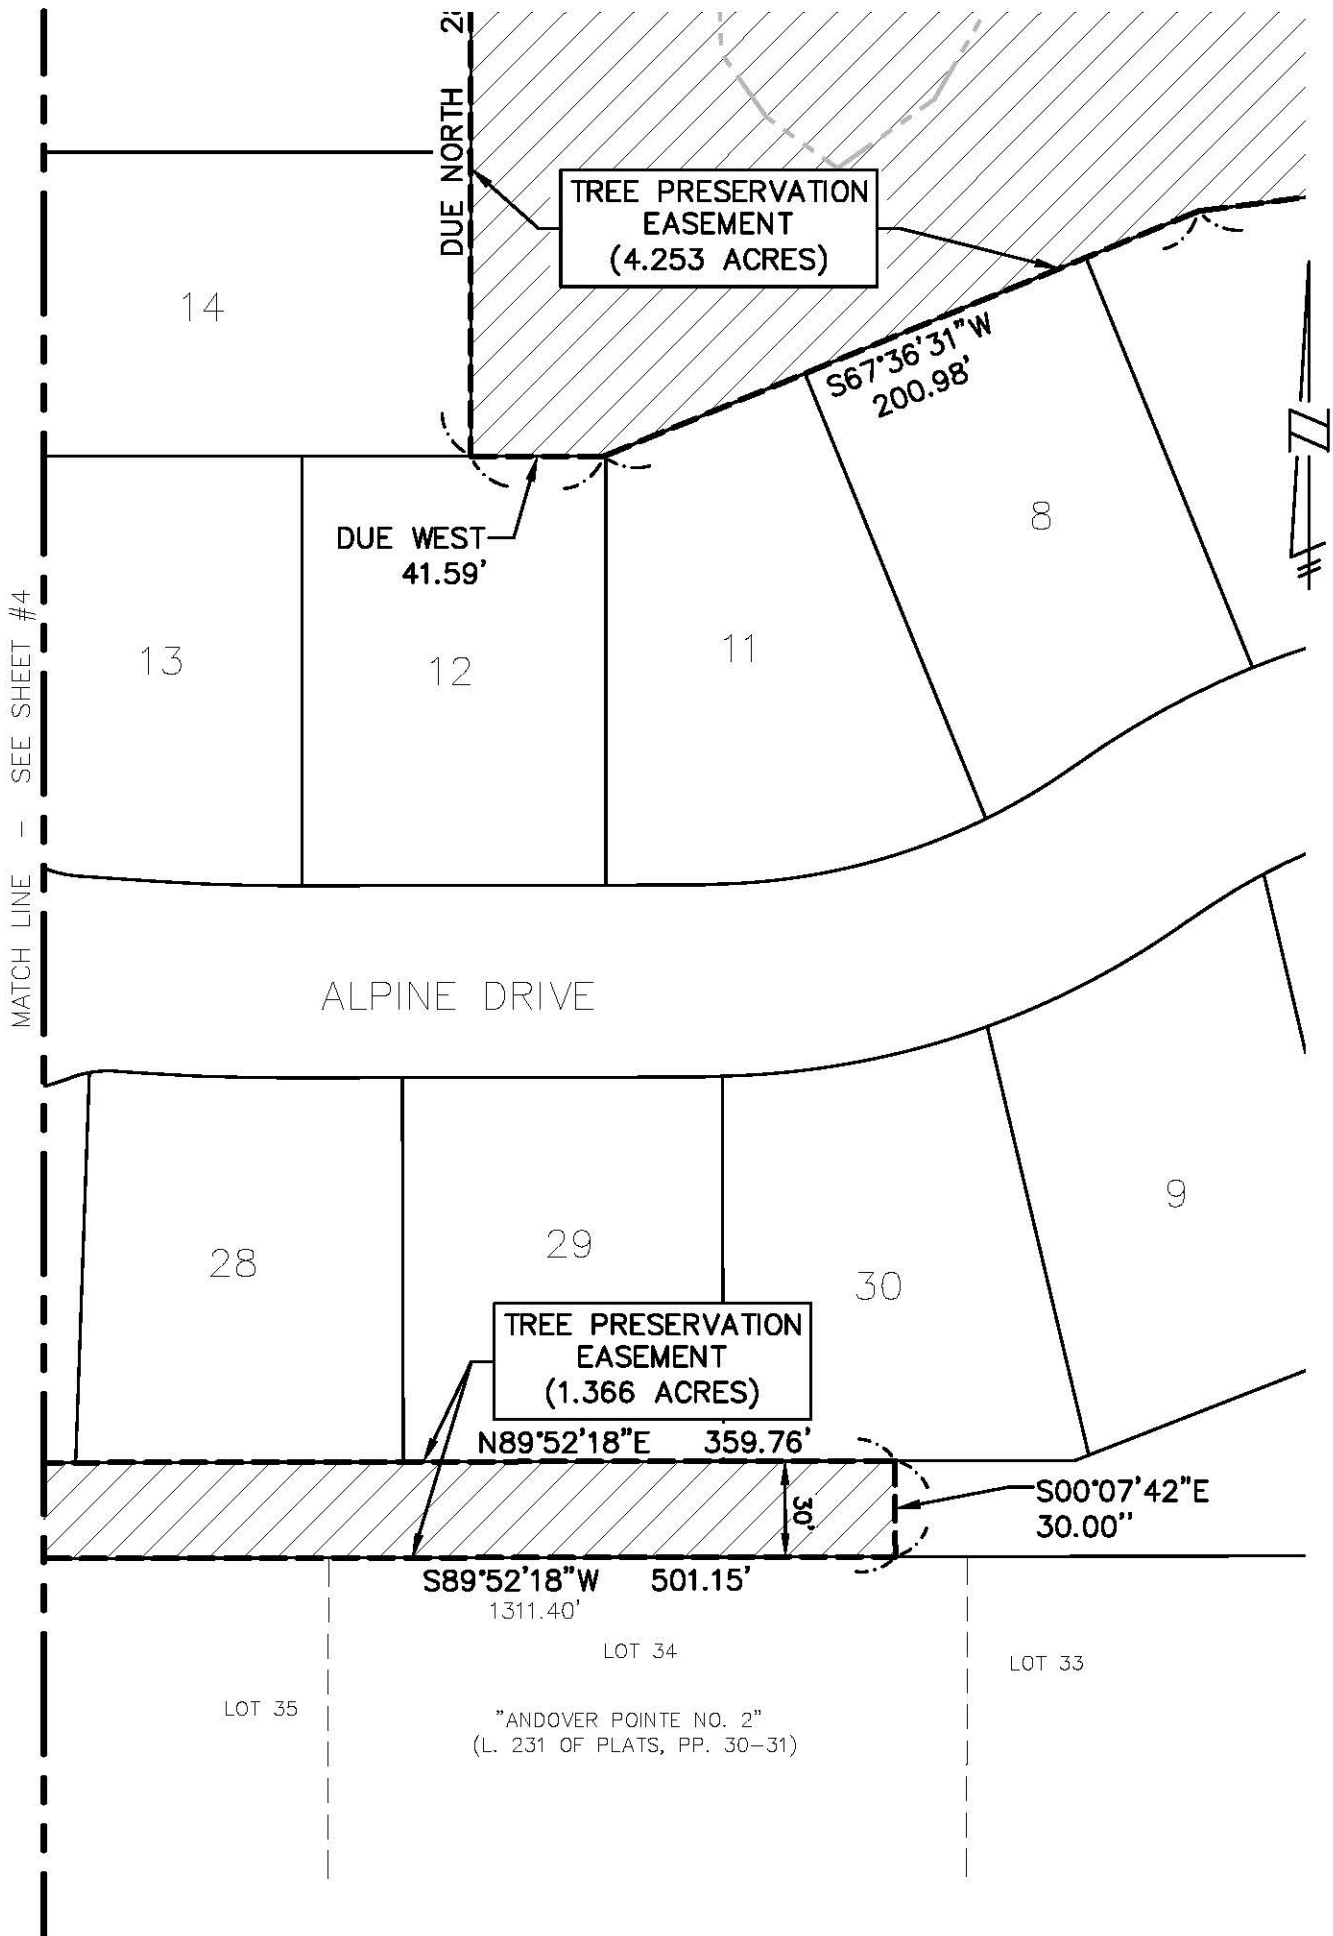 DUE NORTH
TREE PRESERVATION
EASEMENT
(4.253 ACRES)
14
S67°36'31"W
200.98'
N
DUE WEST
41.59'
8
13
12
11
MATCH LINE - SEE SHEET #4
ALPINE DRIVE
9
28
29
30
TREE PRESERVATION
EASEMENT
(1.366 ACRES)
N89°52'18"E 359.76'
30'
S00°07'42"E
30.00"
S89°52'18"W 501.15'
1311.40'
LOT 34
LOT 33
LOT 35
"ANDOVER POINTE NO. 2"
(L. 231 OF PLATS, PP. 30-31)